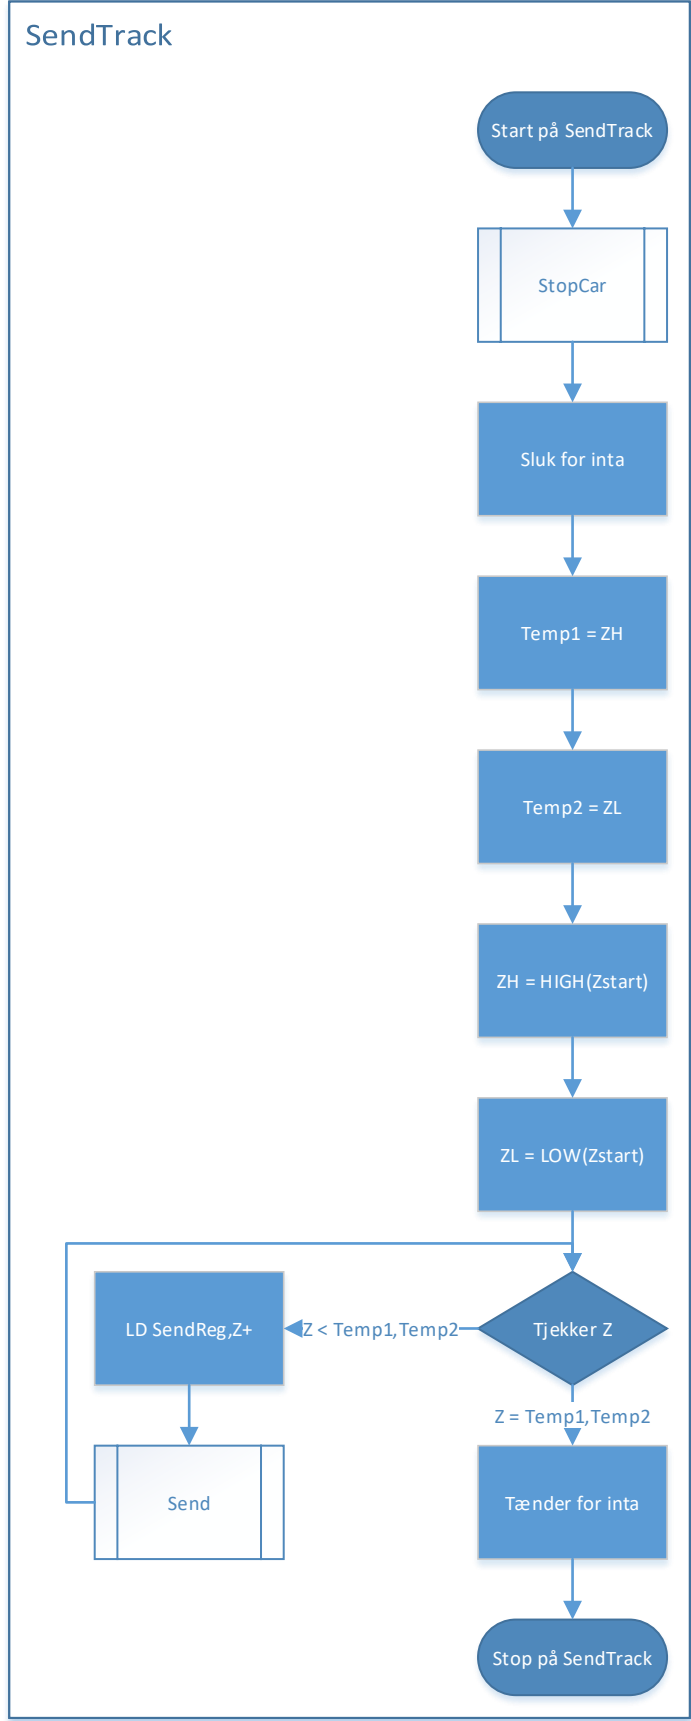 SendTrack
Start på SendTrack
StopCar
Sluk for inta
Temp1 = ZH
Temp2 = ZL
ZH = HIGH(Zstart)
ZL = LOW(Zstart)
Tjekker Z
Z < Temp1,Temp2
LD SendReg,Z+
Send
Z = Temp1,Temp2
Tænder for inta
Stop på SendTrack